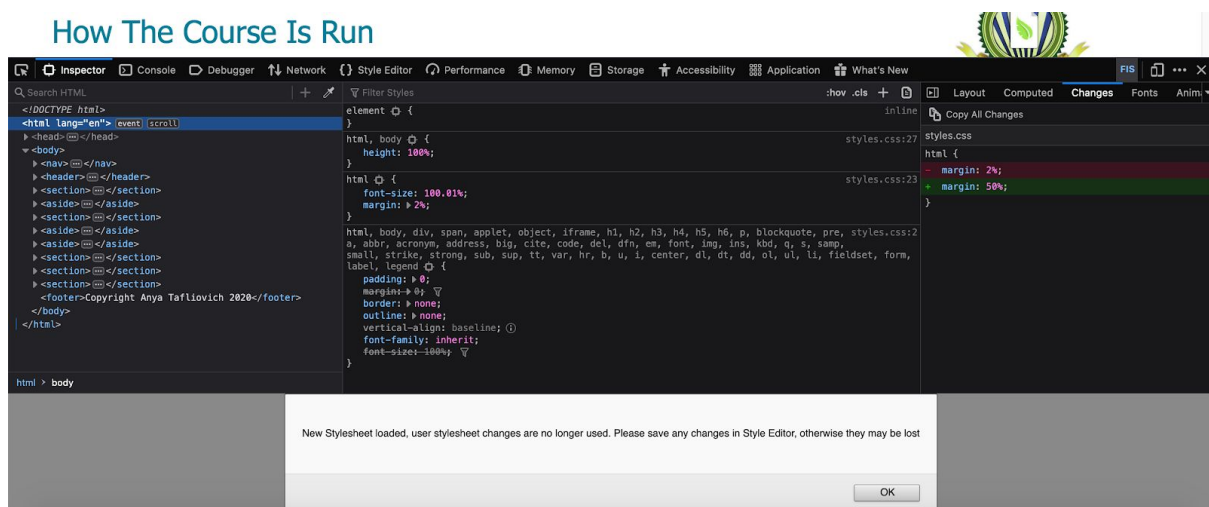 How The Course Is Run
Inspector Console Debugger Network Style Editor Performance Memory Storage Accessibility Application What's New FIS
Search HTML
<!DOCTYPE html>
<html lang="en"> event scroll
<head> </head>
<body>
<nav> </nav>
<header> </header>
<section> </section>
<aside> </aside>
<section> </section>
<aside> </aside>
<aside> </aside>
<section> </section>
<section> </section>
<section> </section>
<footer>Copyright Anya Tafliovich 2020</footer>
</body>
</html>
html > body
Filter Styles :hov .cls +
element { inline
}
html, body { styles.css:27
height: 100%;
}
html { styles.css:23
font-size: 100.01%;
margin: 2%;
}
html, body, div, span, applet, object, iframe, h1, h2, h3, h4, h5, h6, p, blockquote, pre, styles.css:2
a, abbr, acronym, address, big, cite, code, del, dfn, em, font, img, ins, kbd, q, s, samp,
small, strike, strong, sub, sup, tt, var, hr, b, u, i, center, dl, dt, dd, ol, ul, li, fieldset, form,
label, legend {
padding: 0;
margin: 0;
border: none;
outline: none;
vertical-align: baseline;
font-family: inherit;
font-size: 100%;
}
Layout Computed Changes Fonts Anim
Copy All Changes
styles.css
html {
- margin: 2%;
+ margin: 50%;
}
New Stylesheet loaded, user stylesheet changes are no longer used. Please save any changes in Style Editor, otherwise they may be lost
OK